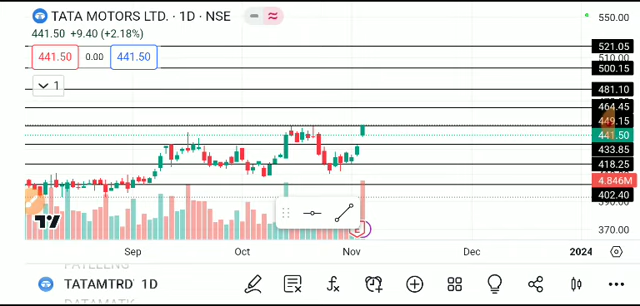 TATA MOTORS LTD. · 1D · NSE
441.50 +9.40 (+2.18%)
441.50 0.00 441.50
1
550.00
521.05
510.00
500.15
481.10
464.45
449.15
441.50
433.85
418.25
4.846M
402.40
390.00
370.00
Sep Oct Nov Dec 2024
E
TATAMTRD 1D